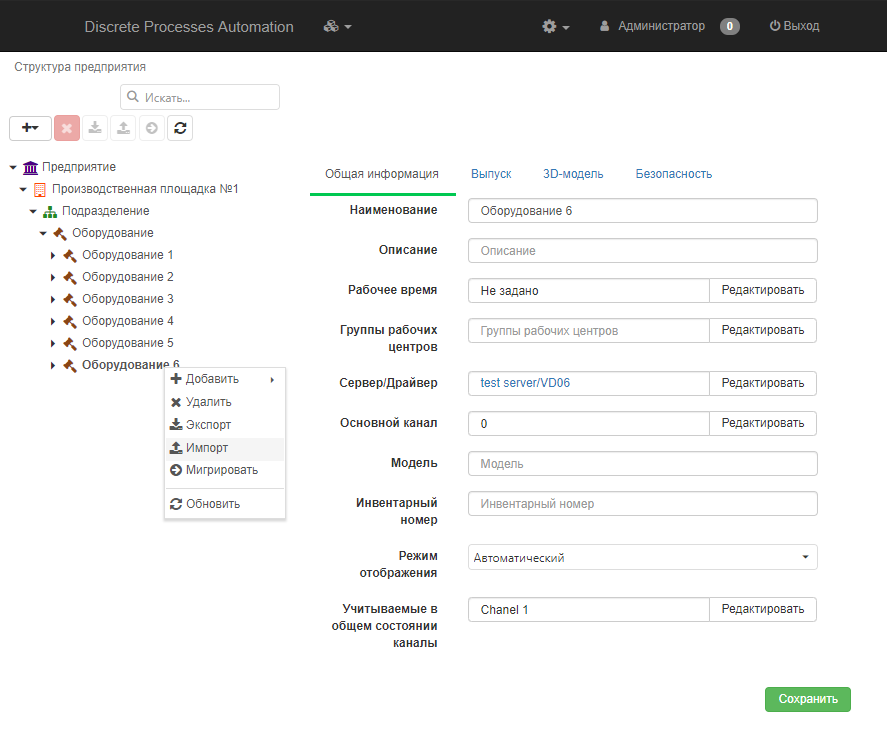 Discrete Processes Automation
Администратор 0 Выход
Структура предприятия
Искать...
Предприятие
Производственная площадка №1
Подразделение
Оборудование
Оборудование 1
Оборудование 2
Оборудование 3
Оборудование 4
Оборудование 5
Оборудование 6
Добавить
Удалить
Экспорт
Импорт
Мигрировать
Обновить
Общая информация Выпуск 3D-модель Безопасность
Наименование Оборудование 6
Описание Описание
Рабочее время Не задано Редактировать
Группы рабочих Группы рабочих центров Редактировать
центров
Сервер/Драйвер test server/VD06 Редактировать
Основной канал 0 Редактировать
Модель Модель
Инвентарный Инвентарный номер
номер
Режим Автоматический
отображения
Учитываемые в Chanel 1 Редактировать
общем состоянии
каналы
Сохранить